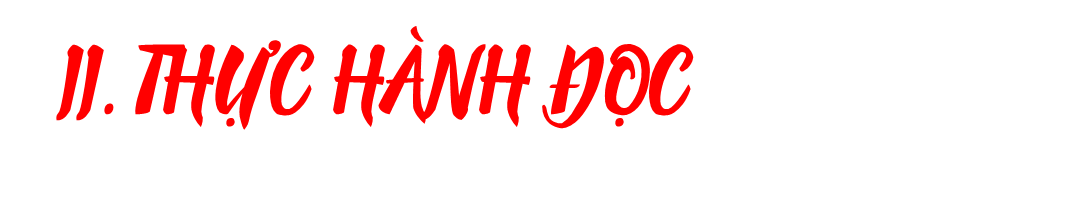 II. THỰC HÀNH ĐỌC